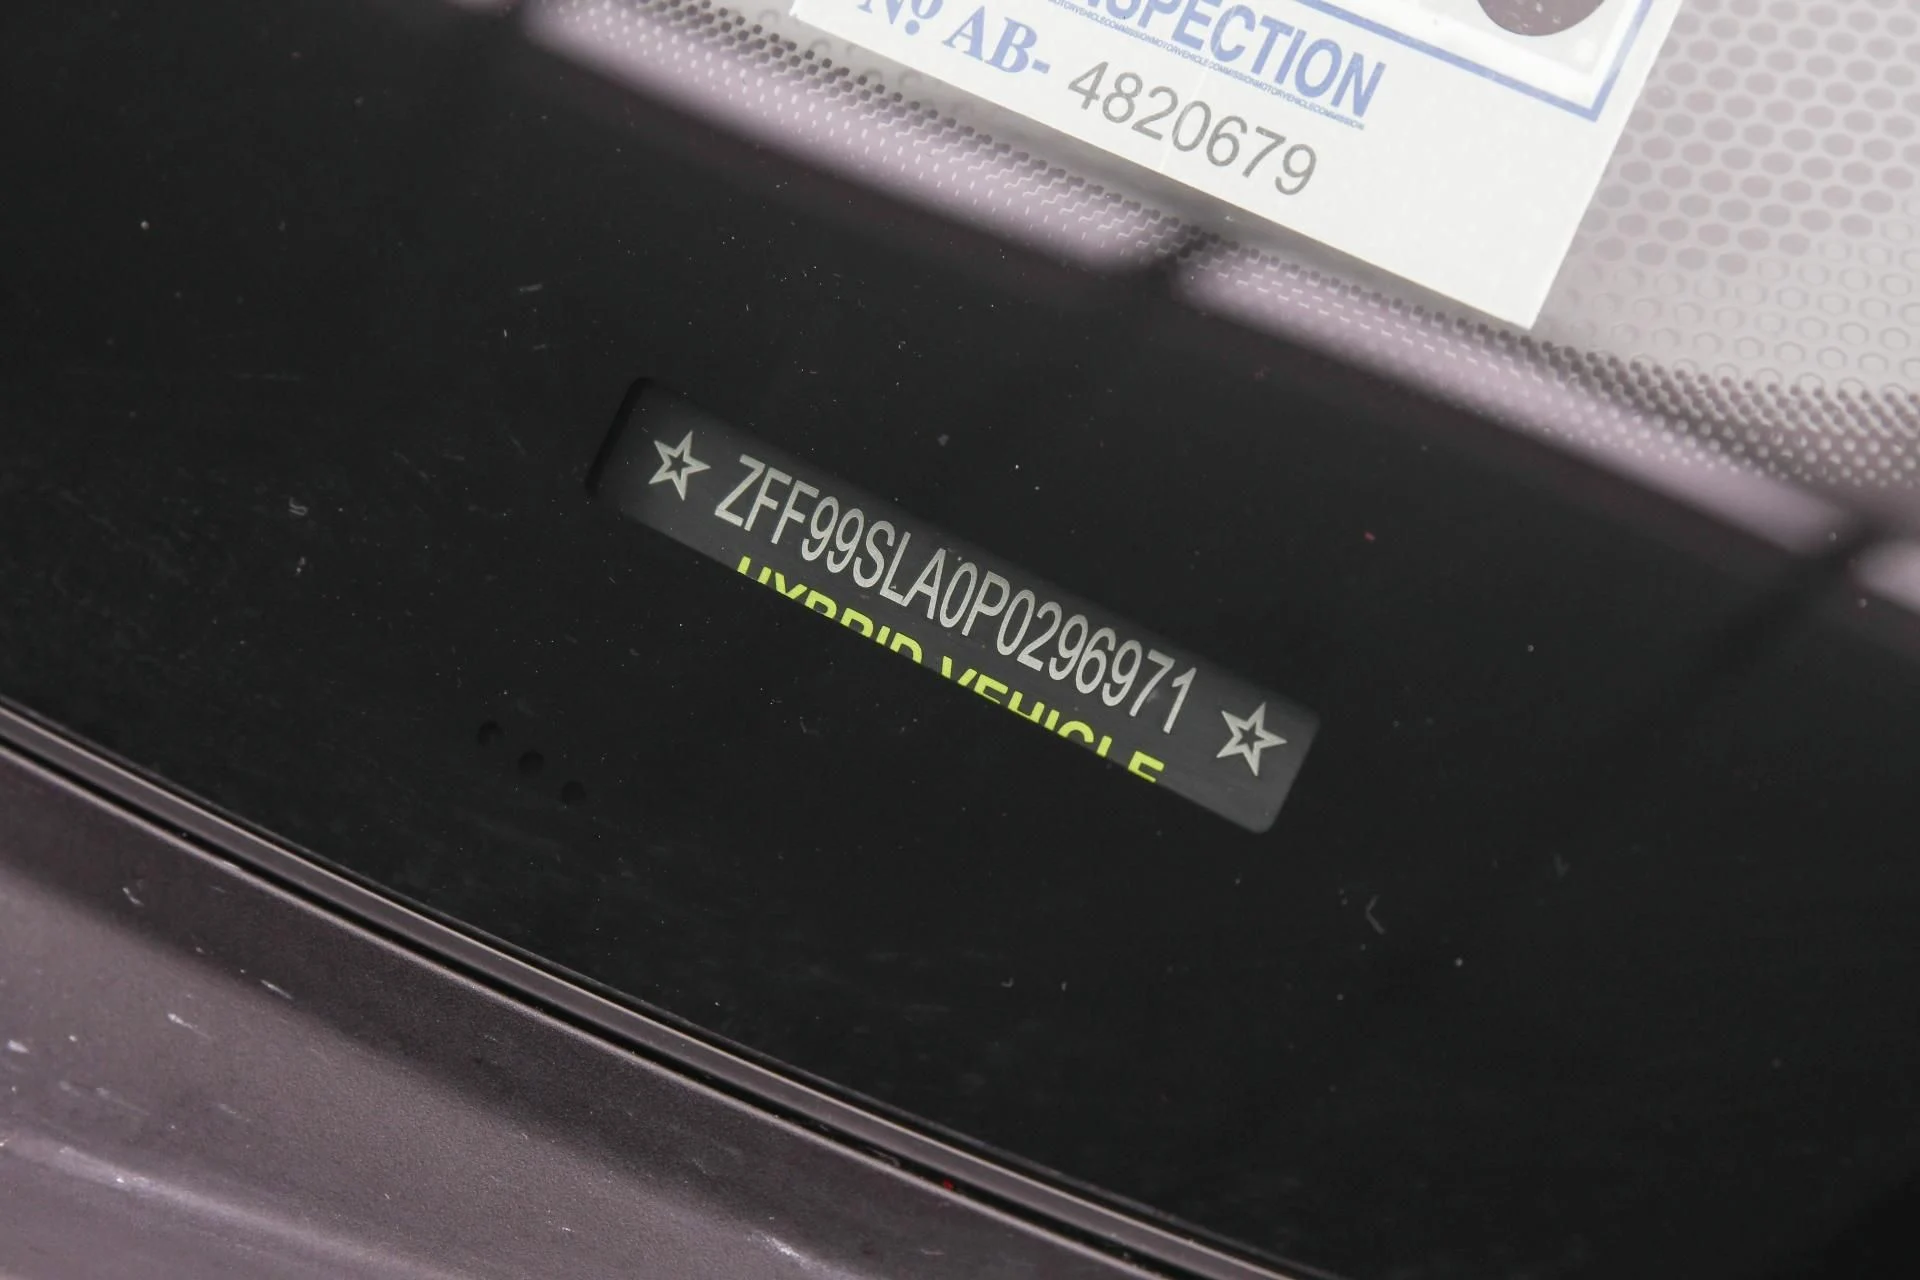 INSPECTION
Nº AB- 4820679
☆ ZFF99SLA0P0296971 ☆
HYBRID VEHICLE